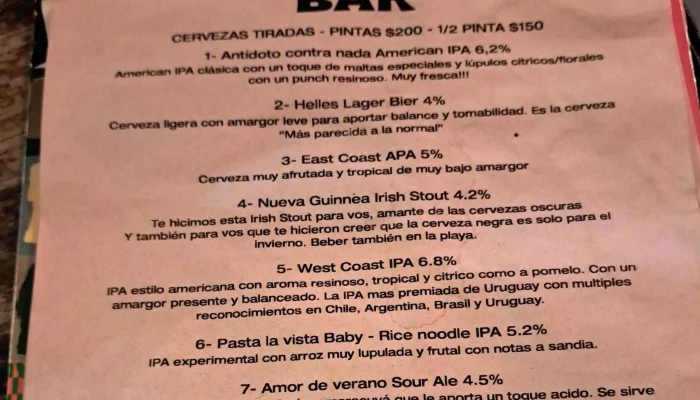 BAR
CERVEZAS TIRADAS - PINTAS $200 - 1/2 PINTA $150
1- Antídoto contra nada American IPA 6,2%
American IPA clásica con un toque de maltas especiales y lúpulos cítricos/florales
con un punch resinoso. Muy fresca!!!
2- Helles Lager Bier 4%
Cerveza ligera con amargor leve para aportar balance y tomabilidad. Es la cerveza
"Más parecida a la normal"
3- East Coast APA 5%
Cerveza muy afrutada y tropical de muy bajo amargor
4- Nueva Guinnea Irish Stout 4.2%
Te hicimos esta Irish Stout para vos, amante de las cervezas oscuras
Y también para vos que te hicieron creer que la cerveza negra es solo para el
invierno. Beber también en la playa.
5- West Coast IPA 6.8%
IPA estilo americana con aroma resinoso, tropical y citrico como a pomelo. Con un
amargor presente y balanceado. La IPA mas premiada de Uruguay con multiples
reconocimientos en Chile, Argentina, Brasil y Uruguay.
6- Pasta la vista Baby - Rice noodle IPA 5.2%
IPA experimental con arroz muy lupulada y frutal con notas a sandia.
7- Amor de verano Sour Ale 4.5%
que le aporta un toque acido. Se sirve